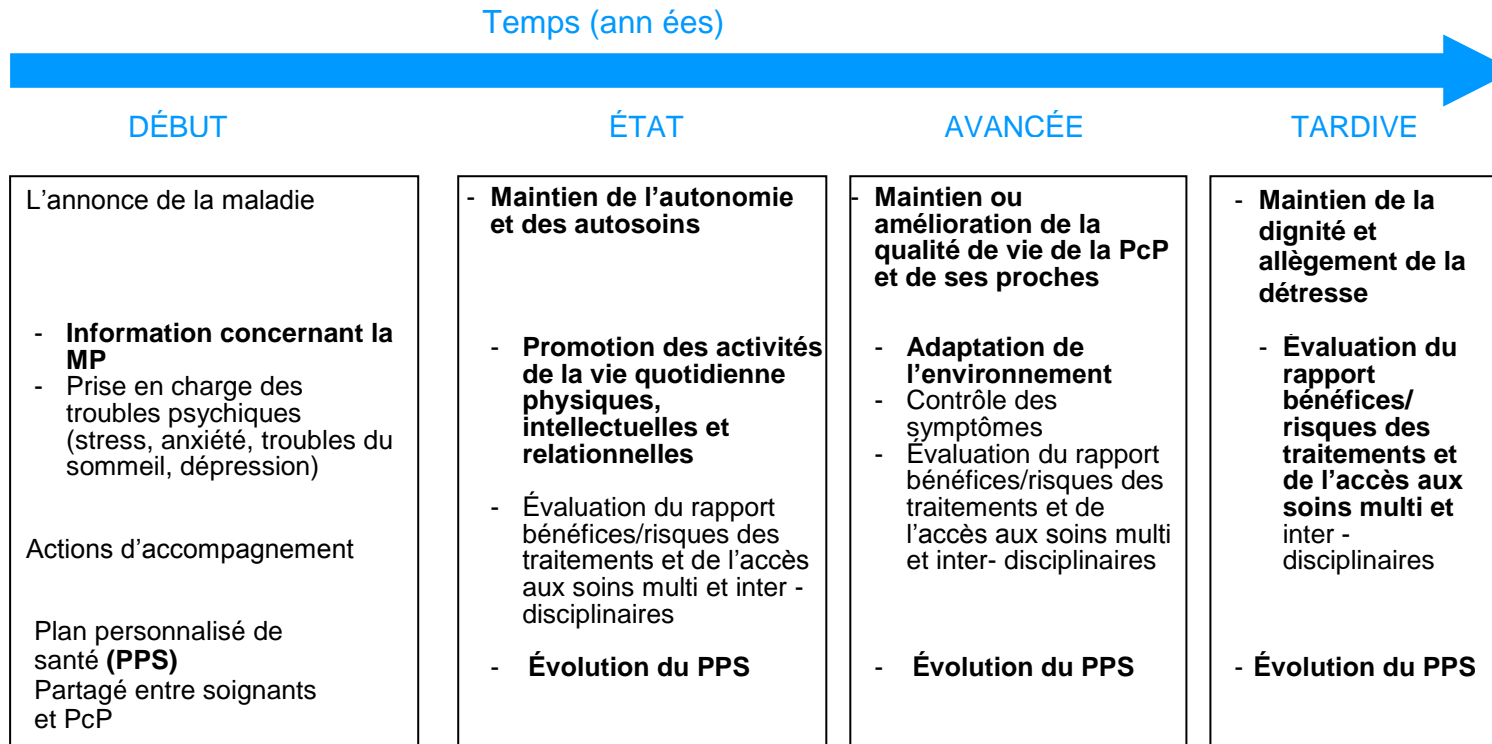 Temps (ann ées)
DÉBUT
ÉTAT
AVANCÉE
TARDIVE
L’annonce de la maladie
- Information concernant la
MP
- Prise en charge des
troubles psychiques
(stress, anxiété, troubles du
sommeil, dépression)
Actions d’accompagnement
Plan personnalisé de
santé (PPS)
Partagé entre soignants
et PcP
- Maintien de l’autonomie
et des autosoins
- Promotion des activités
de la vie quotidienne
physiques,
intellectuelles et
relationnelles
- Évaluation du rapport
bénéfices/risques des
traitements et de l’accès
aux soins multi et inter -
disciplinaires
- Évolution du PPS
- Maintien ou
amélioration de la
qualité de vie de la PcP
et de ses proches
- Adaptation de
l’environnement
- Contrôle des
symptômes
- Évaluation du rapport
bénéfices/risques des
traitements et de
l’accès aux soins multi
et inter- disciplinaires
- Évolution du PPS
- Maintien de la
dignité et
allègement de la
détresse
- Évaluation du
rapport
bénéfices/
risques des
traitements et
de l’accès aux
soins multi et
inter -
disciplinaires
- Évolution du PPS